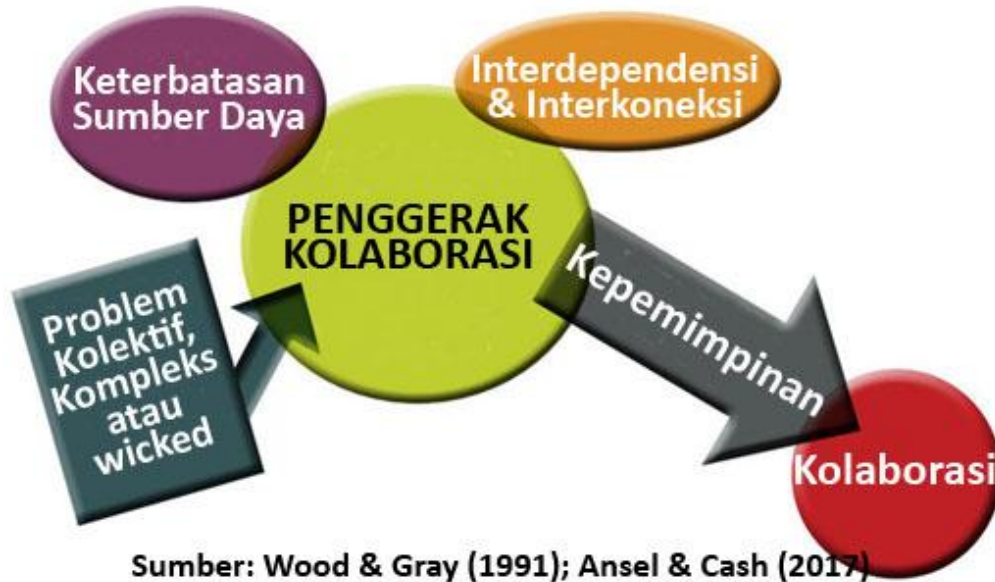 Keterbatasan
Sumber Daya
Interdependensi
& Interkoneksi
PENGGERAK
KOLABORASI
Problem
Kolektif,
Kompleks
atau
wicked
Kepemimpinan
Kolaborasi
Sumber: Wood & Gray (1991); Ansel & Cash (2017)